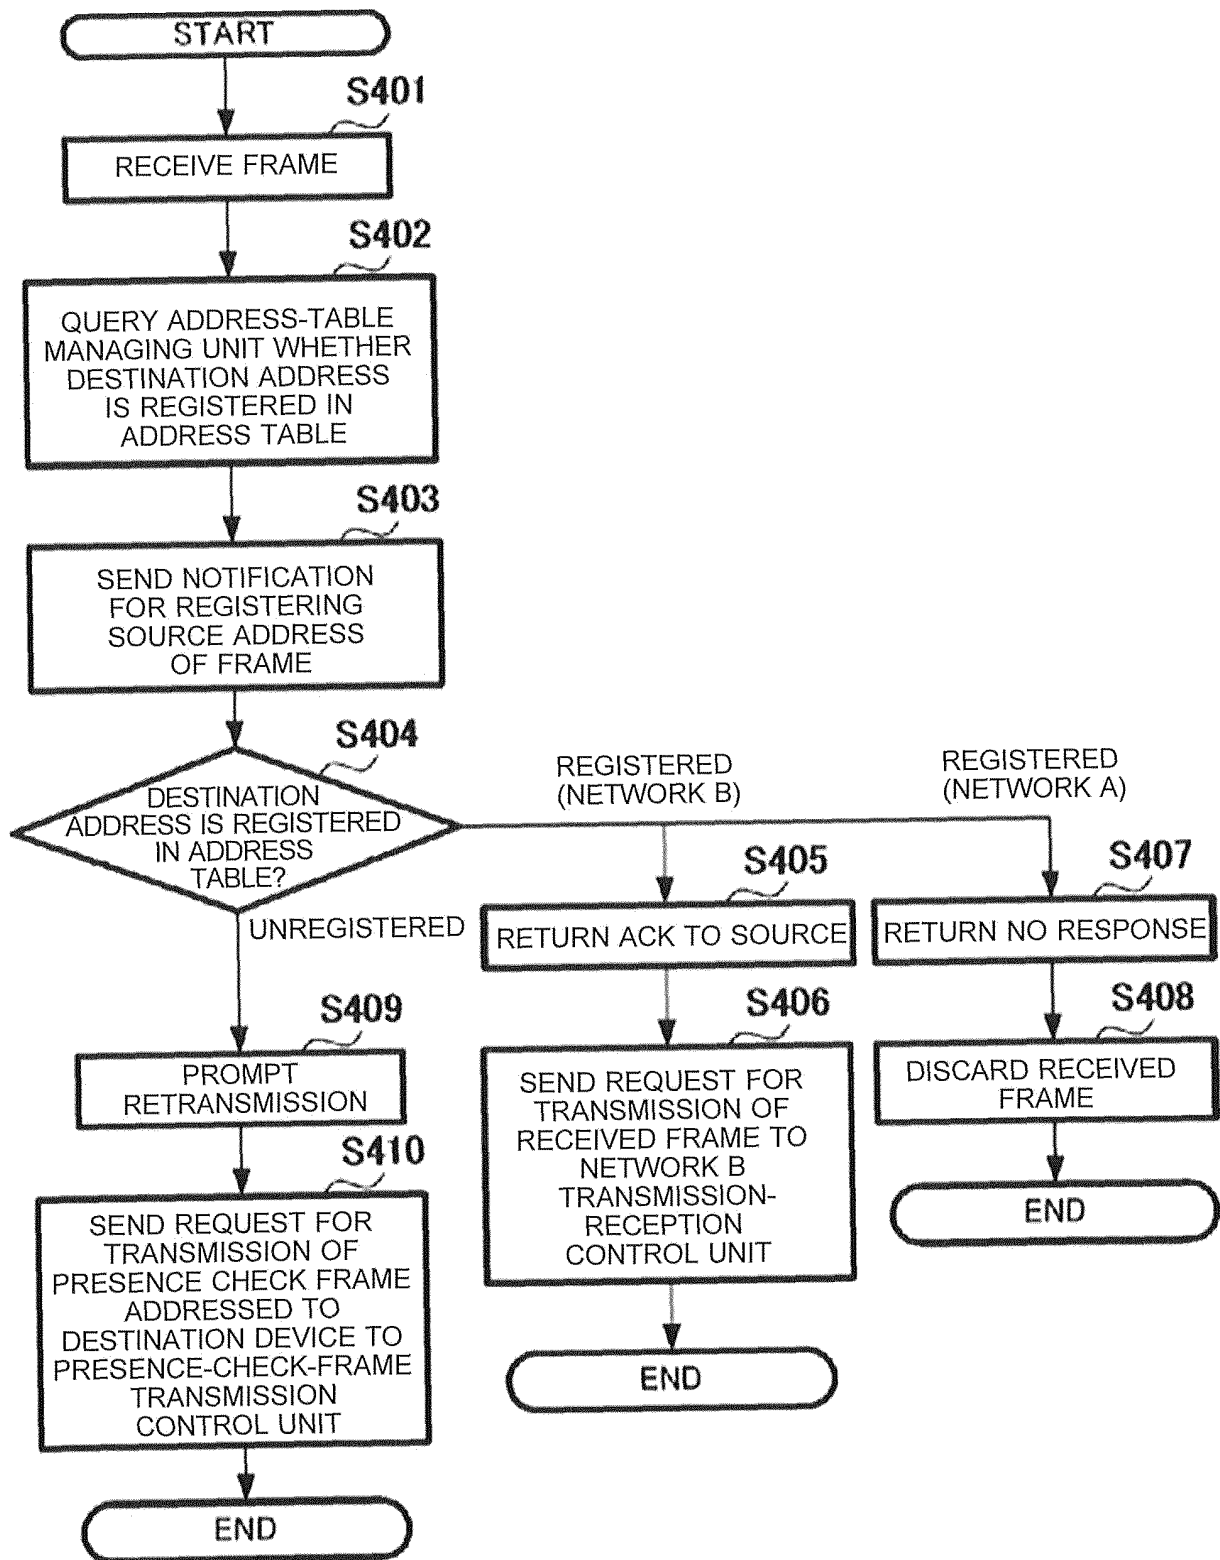 START
S401
RECEIVE FRAME
S402
QUERY ADDRESS-TABLE
MANAGING UNIT WHETHER
DESTINATION ADDRESS
IS REGISTERED IN
ADDRESS TABLE
S403
SEND NOTIFICATION
FOR REGISTERING
SOURCE ADDRESS
OF FRAME
S404
DESTINATION
ADDRESS IS REGISTERED
IN ADDRESS
TABLE?
REGISTERED
(NETWORK B)
REGISTERED
(NETWORK A)
UNREGISTERED
S405
RETURN ACK TO SOURCE
S406
SEND REQUEST FOR
TRANSMISSION OF
RECEIVED FRAME TO
NETWORK B
TRANSMISSION-
RECEPTION
CONTROL UNIT
END
S407
RETURN NO RESPONSE
S408
DISCARD RECEIVED
FRAME
END
S409
PROMPT
RETRANSMISSION
S410
SEND REQUEST FOR
TRANSMISSION OF
PRESENCE CHECK FRAME
ADDRESSED TO
DESTINATION DEVICE TO
PRESENCE-CHECK-FRAME
TRANSMISSION
CONTROL UNIT
END